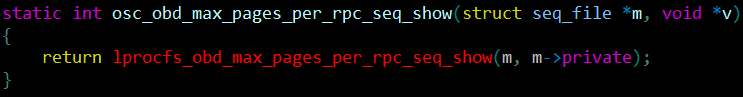 static int osc_obd_max_pages_per_rpc_seq_show(struct seq_file *m, void *v)
{
    return lprocfs_obd_max_pages_per_rpc_seq_show(m, m->private);
}